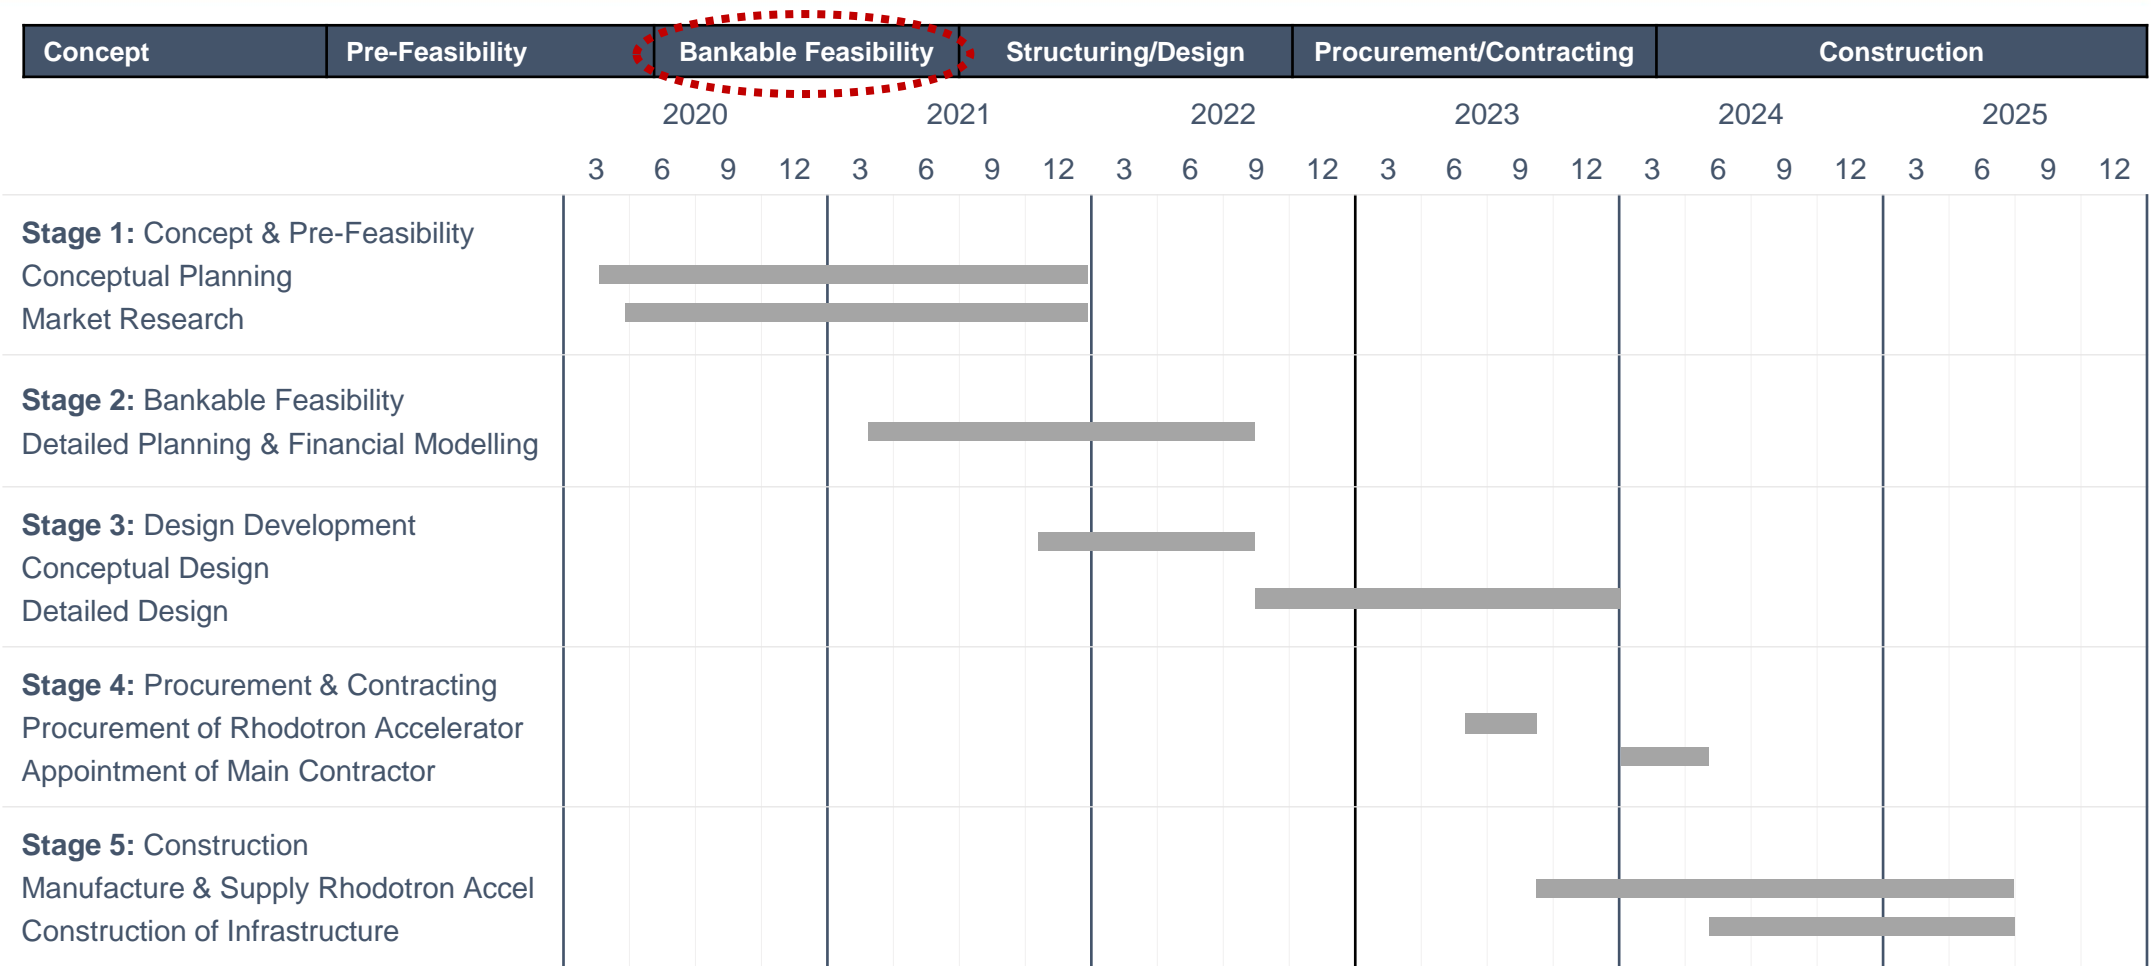 Concept Pre-Feasibility Bankable Feasibility Structuring/Design Procurement/Contracting Construction
2020 2021 2022 2023 2024 2025
3 6 9 12 3 6 9 12 3 6 9 12 3 6 9 12 3 6 9 12 3 6 9 12
Stage 1: Concept & Pre-Feasibility
Conceptual Planning
Market Research
Stage 2: Bankable Feasibility
Detailed Planning & Financial Modelling
Stage 3: Design Development
Conceptual Design
Detailed Design
Stage 4: Procurement & Contracting
Procurement of Rhodotron Accelerator
Appointment of Main Contractor
Stage 5: Construction
Manufacture & Supply Rhodotron Accel
Construction of Infrastructure